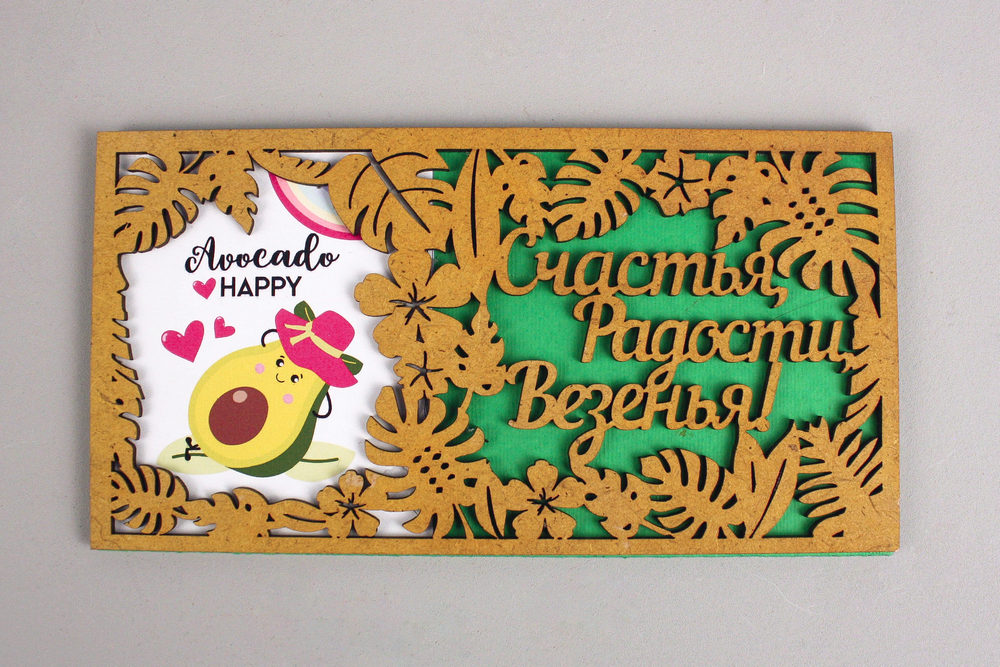 Avocado
HAPPY
Счастья,
Радости,
Везенья!